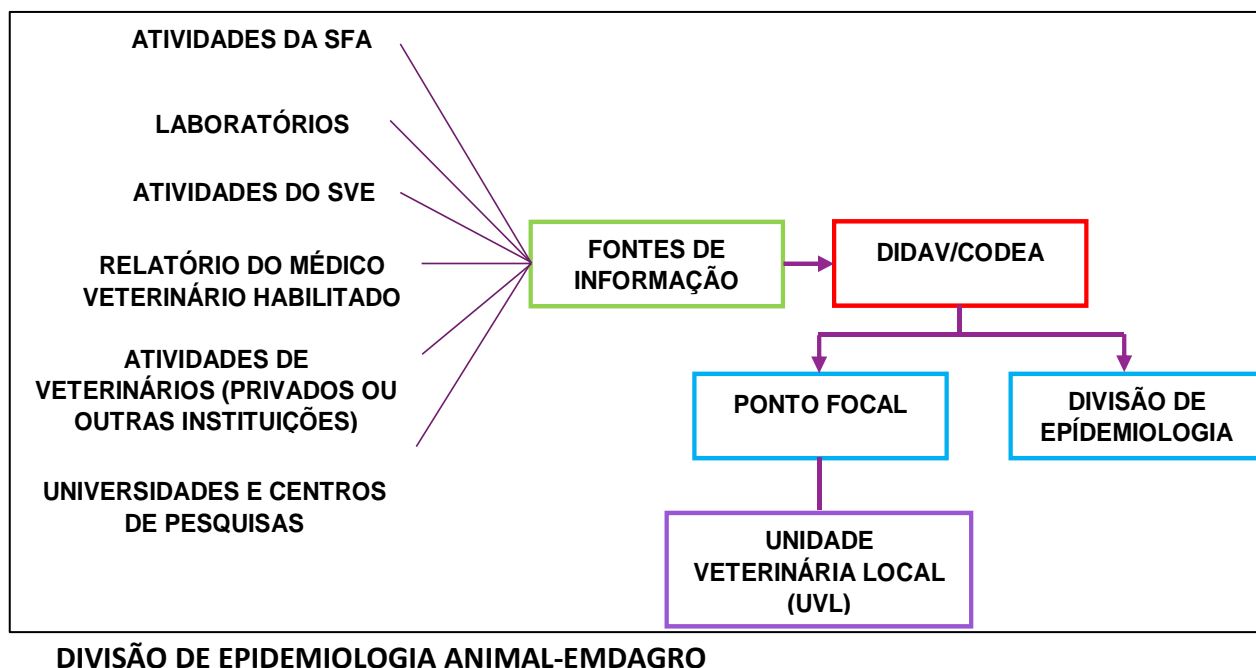 ATIVIDADES DA SFA
LABORATÓRIOS
ATIVIDADES DO SVE
RELATÓRIO DO MÉDICO
VETERINÁRIO HABILITADO
ATIVIDADES DE
VETERINÁRIOS (PRIVADOS OU
OUTRAS INSTITUIÇÕES)
UNIVERSIDADES E CENTROS
DE PESQUISAS
FONTES DE
INFORMAÇÃO
DIDAV/CODEA
PONTO FOCAL
DIVISÃO DE
EPÍDEMIOLOGIA
UNIDADE
VETERINÁRIA LOCAL
(UVL)
DIVISÃO DE EPIDEMIOLOGIA ANIMAL-EMDAGRO